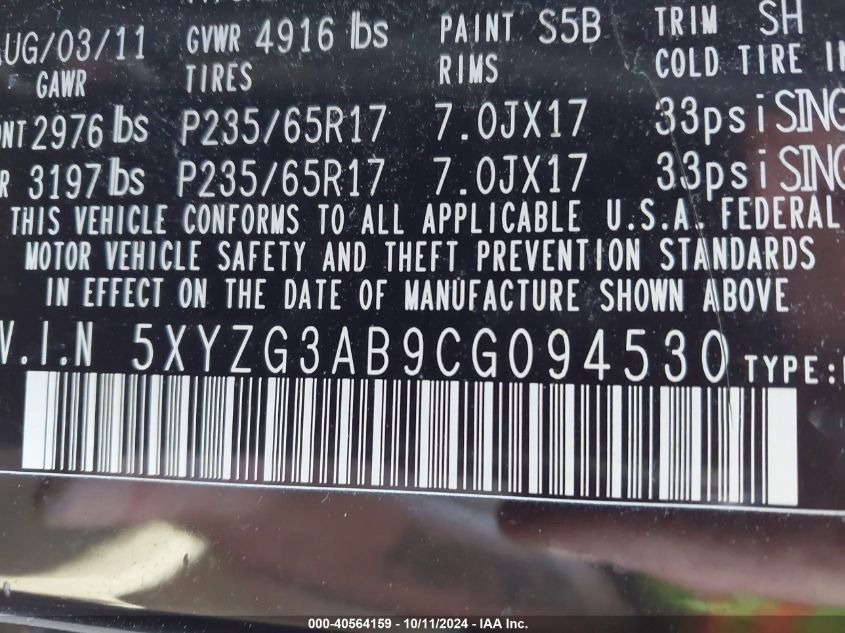 AUG/03/11 GVWR 4916 lbs PAINT S5B TRIM SH
GAWR TIRES RIMS COLD TIRE
2976 lbs P235/65R17 7.0JX17 33psi
3197 lbs P235/65R17 7.0JX17 33psi
THIS VEHICLE CONFORMS TO ALL APPLICABLE U.S.A. FEDERAL
MOTOR VEHICLE SAFETY AND THEFT PREVENTION STANDARDS
IN EFFECT ON THE DATE OF MANUFACTURE SHOWN ABOVE
V.I.N 5XYZG3AB9CG094530 TYPE:
000-40564159 - 10/11/2024 - IAA, Inc.